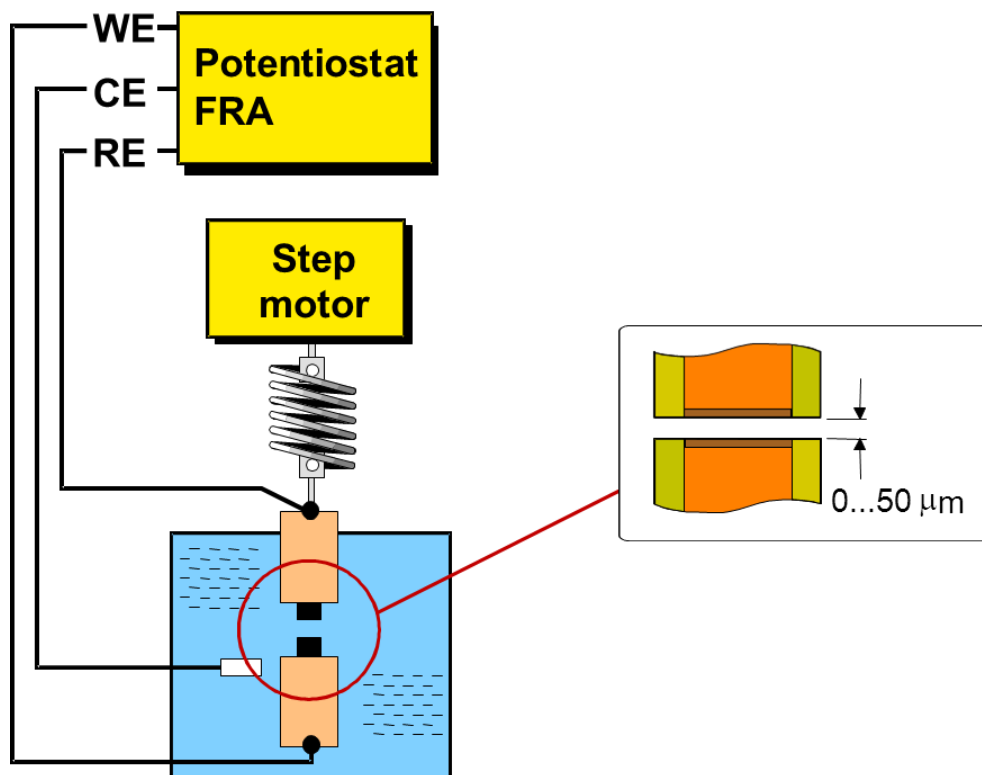 WE
CE
RE
Potentiostat
FRA
Step
motor
0...50 μm